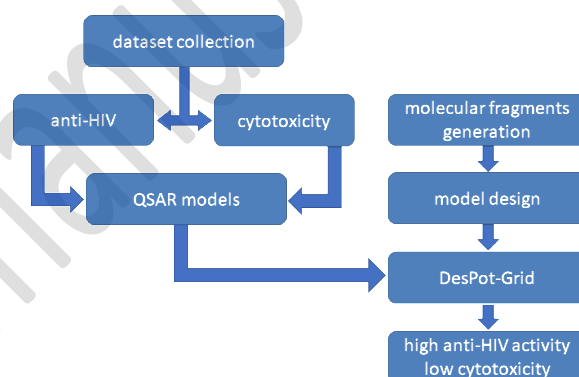 dataset collection
anti-HIV
cytotoxicity
QSAR models
molecular fragments
generation
model design
DesPot-Grid
high anti-HIV activity
low cytotoxicity